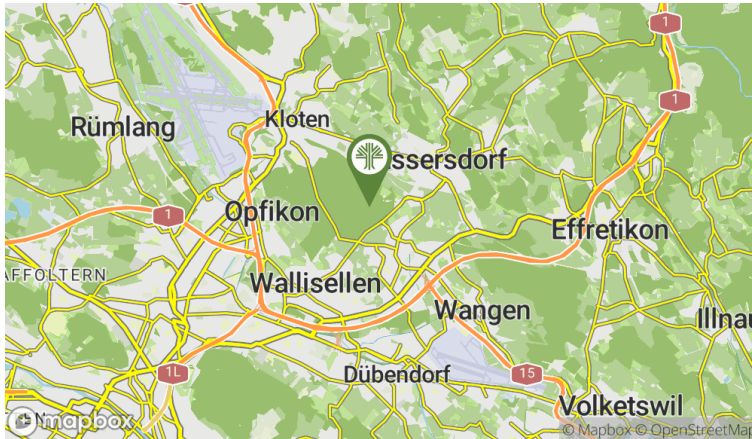 1
1
Rümlang
Kloten
ssersdorf
1
Opfikon
Effretikon
AFFOLTERN
Wallisellen
Wangen
Illnau
1L
Dübendorf
15
Volketswil
EN
mapbox
© Mapbox © OpenStreetMap